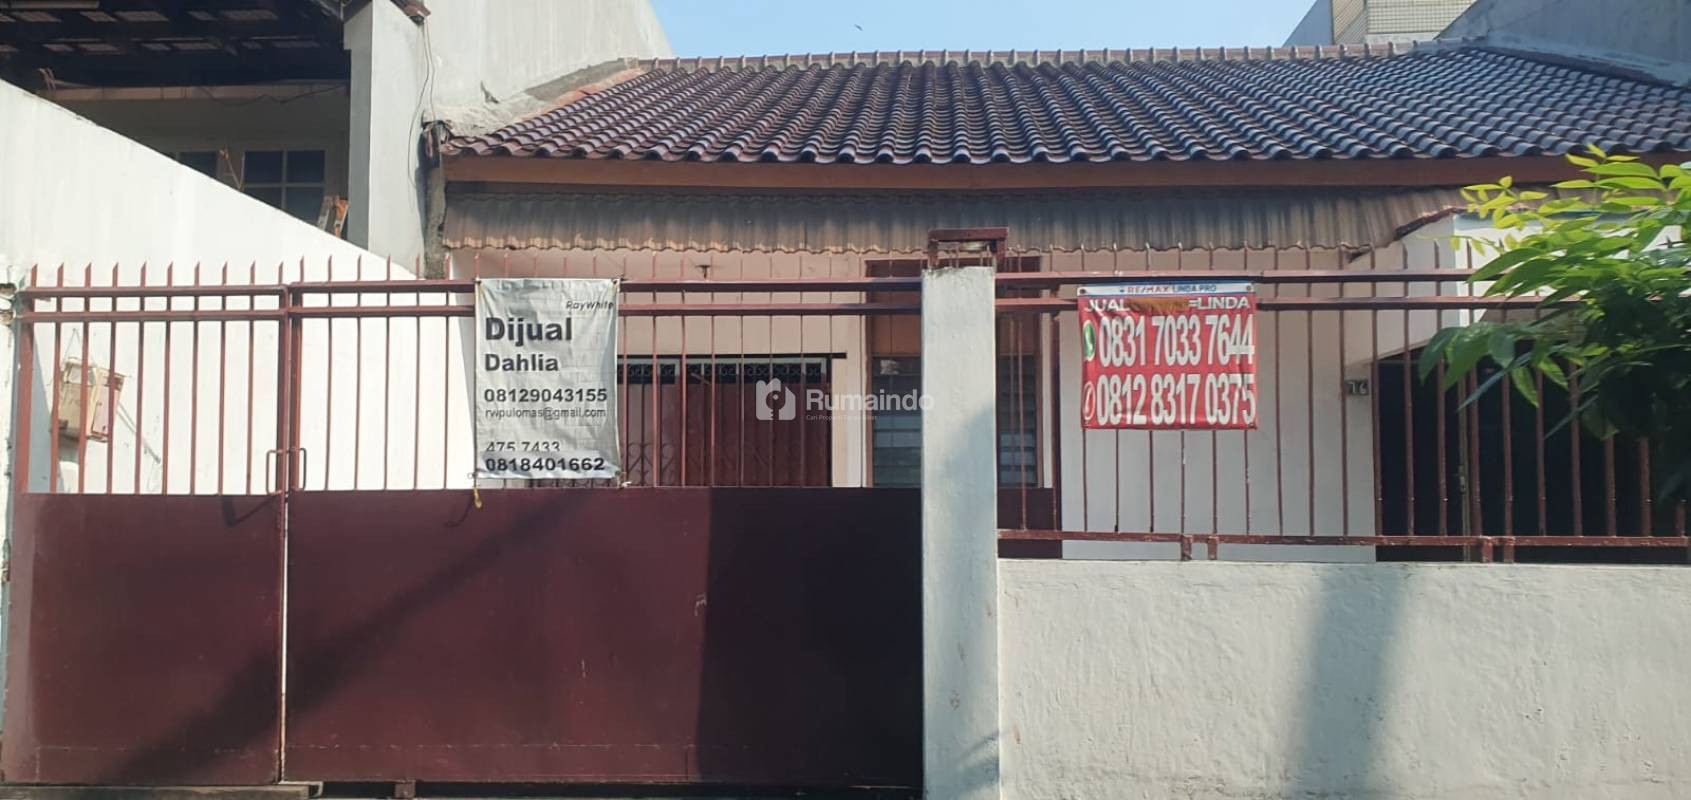 RayWhite
Dijual
Dahlia
08129043155
rwpulomas@gmail.com
475 7433
0818401662
RE/MAX LINDA PRO
JUAL =LINDA
0831 7033 7644
0812 8317 0375
Rumaindo
76